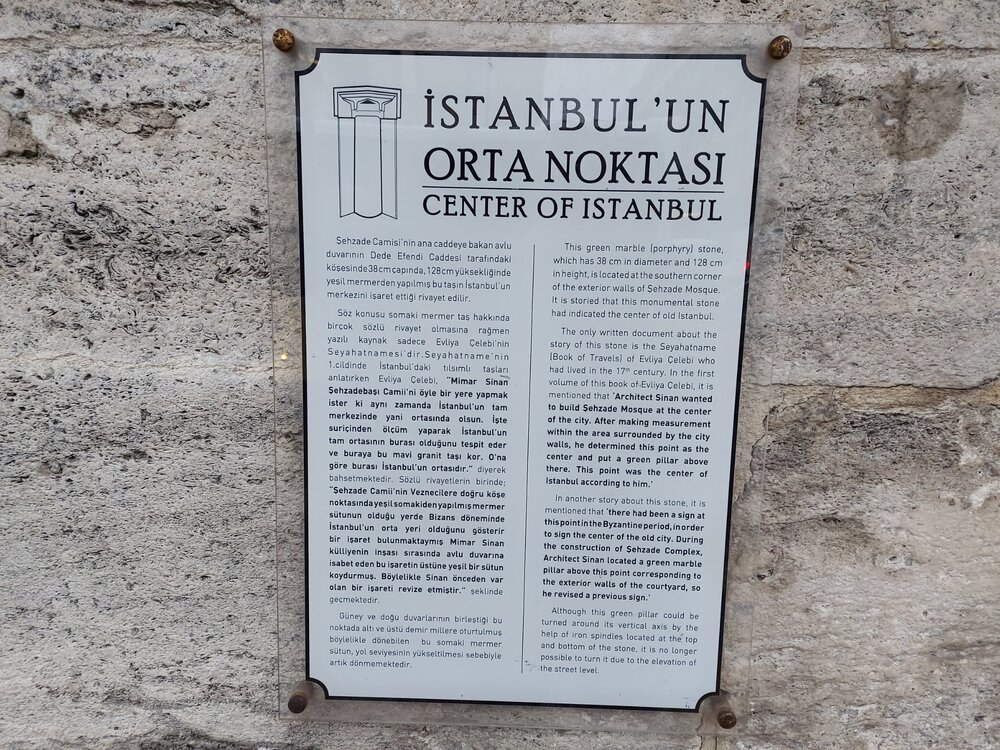 İSTANBUL'UN
ORTA NOKTASI
CENTER OF ISTANBUL
Şehzade Camisi'nin ana caddeye bakan avlu
duvarının Dede Efendi Caddesi tarafındaki
köşesinde 38 cm çapında, 128 cm yüksekliğinde
yeşil mermerden yapılmış bu taşın İstanbul'un
merkezini işaret ettiği rivayet edilir.
Söz konusu somaki mermer taş hakkında
birçok sözlü rivayet olmasına rağmen
yazılı kaynak sadece Evliya Çelebi'nin
Seyahatnamesi'dir. Seyahatname'nin
1.cildinde İstanbul'daki tılsımlı taşları
anlatırken Evliya Çelebi, "Mimar Sinan
Şehzadebaşı Camii'ni öyle bir yere yapmak
ister ki aynı zamanda İstanbul'un tam
merkezinde yani ortasında olsun. İşte
suriçinden ölçüm yaparak İstanbul'un
tam ortasının burası olduğunu tespit eder
ve buraya bu mavi granit taşı kor. O'na
göre burası İstanbul'un ortasıdır." diyerek
bahsetmektedir. Sözlü rivayetlerin birinde;
"Şehzade Camii'nin Veznecilere doğru köşe
noktasında yeşil somakiden yapılmış mermer
sütunun olduğu yerde Bizans döneminde
İstanbul'un orta yeri olduğunu gösterir
bir işaret bulunmaktaymış Mimar Sinan
külliyenin inşası sırasında avlu duvarına
isabet eden bu işaretin üstüne yeşil bir sütun
koydurmuş. Böylelikle Sinan önceden var
olan bir işareti revize etmiştir." şeklinde
geçmektedir.
Güney ve doğu duvarlarının birleştiği bu
noktada altı ve üstü demir millere oturtulmuş
böylelikle dönebilen bu somaki mermer
sütun, yol seviyesinin yükseltilmesi sebebiyle
artık dönmemektedir.
This green marble (porphyry) stone,
which has 38 cm in diameter and 128 cm
in height, is located at the southern corner
of the exterior walls of Şehzade Mosque.
It is storied that this monumental stone
had indicated the center of old Istanbul.
The only written document about the
story of this stone is the Seyahatname
(Book of Travels) of Evliya Çelebi who
had lived in the 17th century. In the first
volume of this book of Evliya Çelebi, it is
mentioned that 'Architect Sinan wanted
to build Şehzade Mosque at the center
of the city. After making measurement
within the area surrounded by the city
walls, he determined this point as the
center and put a green pillar above
there. This point was the center of
Istanbul according to him.'
In another story about this stone, it is
mentioned that 'there had been a sign at
this point in the Byzantine period, in order
to sign the center of the old city. During
the construction of Şehzade Complex,
Architect Sinan located a green marble
pillar above this point corresponding to
the exterior walls of the courtyard, so
he revised a previous sign.'
Although this green pillar could be
turned around its vertical axis by the
help of iron spindles located at the top
and bottom of the stone, it is no longer
possible to turn it due to the elevation of
the street level.